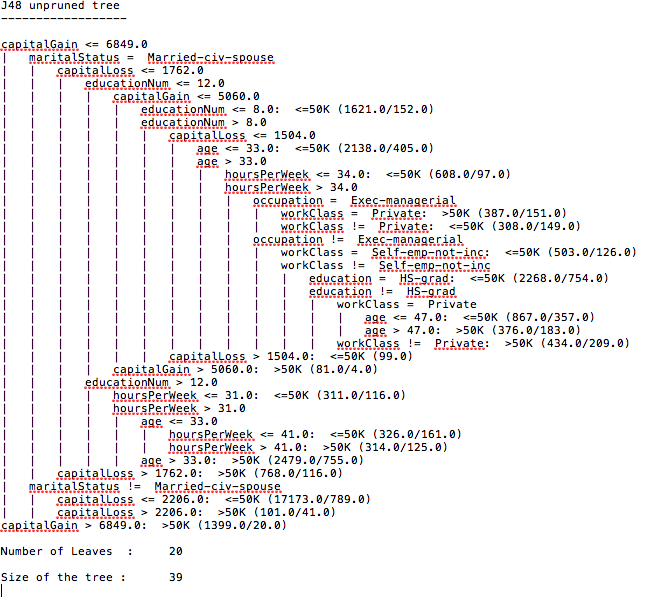 J48 unpruned tree
------------------
capitalGain <= 6849.0
|   maritalStatus =  Married-civ-spouse
|   |   capitalLoss <= 1762.0
|   |   |   educationNum <= 12.0
|   |   |   |   capitalGain <= 5060.0
|   |   |   |   |   educationNum <= 8.0:  <=50K (1621.0/152.0)
|   |   |   |   |   educationNum > 8.0
|   |   |   |   |   |   capitalLoss <= 1504.0
|   |   |   |   |   |   |   age <= 33.0:  <=50K (2138.0/405.0)
|   |   |   |   |   |   |   age > 33.0
|   |   |   |   |   |   |   |   hoursPerWeek <= 34.0:  <=50K (608.0/97.0)
|   |   |   |   |   |   |   |   hoursPerWeek > 34.0
|   |   |   |   |   |   |   |   |   occupation =  Exec-managerial
|   |   |   |   |   |   |   |   |   |   workClass =  Private:  >50K (387.0/151.0)
|   |   |   |   |   |   |   |   |   |   workClass !=  Private:  <=50K (308.0/149.0)
|   |   |   |   |   |   |   |   |   occupation !=  Exec-managerial
|   |   |   |   |   |   |   |   |   |   workClass =  Self-emp-not-inc:  <=50K (503.0/126.0)
|   |   |   |   |   |   |   |   |   |   workClass !=  Self-emp-not-inc
|   |   |   |   |   |   |   |   |   |   |   education =  HS-grad:  <=50K (2268.0/754.0)
|   |   |   |   |   |   |   |   |   |   |   education !=  HS-grad
|   |   |   |   |   |   |   |   |   |   |   |   workClass =  Private
|   |   |   |   |   |   |   |   |   |   |   |   |   age <= 47.0:  <=50K (867.0/357.0)
|   |   |   |   |   |   |   |   |   |   |   |   |   age > 47.0:  >50K (376.0/183.0)
|   |   |   |   |   |   |   |   |   |   |   |   workClass !=  Private:  >50K (434.0/209.0)
|   |   |   |   |   |   capitalLoss > 1504.0:  <=50K (99.0)
|   |   |   |   capitalGain > 5060.0:  >50K (81.0/4.0)
|   |   |   educationNum > 12.0
|   |   |   |   hoursPerWeek <= 31.0:  <=50K (311.0/116.0)
|   |   |   |   hoursPerWeek > 31.0
|   |   |   |   |   age <= 33.0
|   |   |   |   |   |   hoursPerWeek <= 41.0:  <=50K (326.0/161.0)
|   |   |   |   |   |   hoursPerWeek > 41.0:  >50K (314.0/125.0)
|   |   |   |   |   age > 33.0:  >50K (2479.0/755.0)
|   |   capitalLoss > 1762.0:  >50K (768.0/116.0)
|   maritalStatus !=  Married-civ-spouse
|   |   capitalLoss <= 2206.0:  <=50K (17173.0/789.0)
|   |   capitalLoss > 2206.0:  >50K (101.0/41.0)
capitalGain > 6849.0:  >50K (1399.0/20.0)
Number of Leaves  :     20
Size of the tree :      39